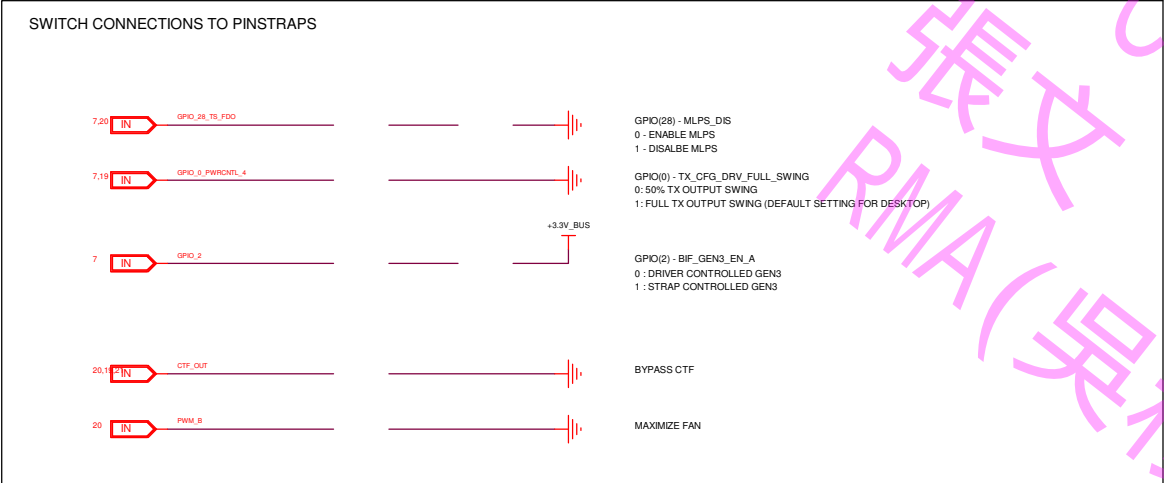 SWITCH CONNECTIONS TO PINSTRAPS
7,20 IN GPIO_28_TS_FDO
GPIO(28) - MLPS_DIS
0 - ENABLE MLPS
1 - DISALBE MLPS
7,19 IN GPIO_0_PWRCNTL_4
GPIO(0) - TX_CFG_DRV_FULL_SWING
0: 50% TX OUTPUT SWING
1: FULL TX OUTPUT SWING (DEFAULT SETTING FOR DESKTOP)
+3.3V_BUS
7 IN GPIO_2
GPIO(2) - BIF_GEN3_EN_A
0 : DRIVER CONTROLLED GEN3
1 : STRAP CONTROLLED GEN3
IN CTF_OUT
BYPASS CTF
20 IN PWM_B
MAXIMIZE FAN
張文
RMA(吳